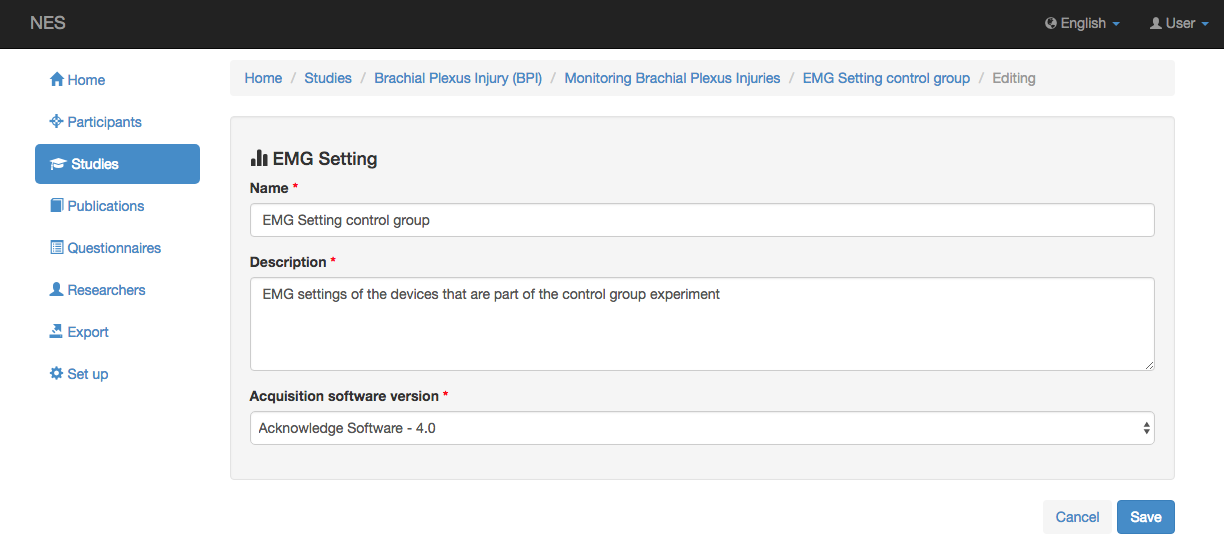 NES
English
User
Home
Participants
Studies
Publications
Questionnaires
Researchers
Export
Set up
Home / Studies / Brachial Plexus Injury (BPI) / Monitoring Brachial Plexus Injuries / EMG Setting control group / Editing
EMG Setting
Name *
EMG Setting control group
Description *
EMG settings of the devices that are part of the control group experiment
Acquisition software version *
Acknowledge Software - 4.0
Cancel
Save